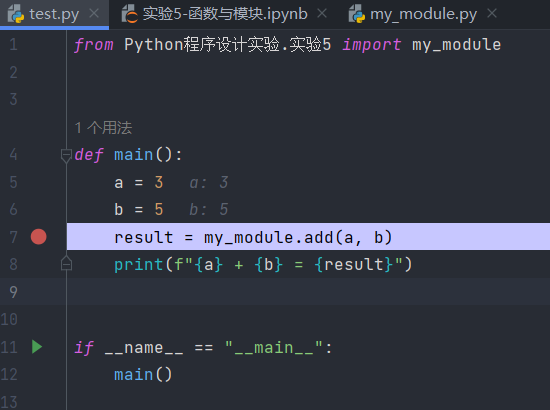 test.py 实验5-函数与模块.ipynb my_module.py
1 from Python程序设计实验.实验5 import my_module
2
3
1 个用法
4 def main():
5 a = 3 a: 3
6 b = 5 b: 5
7 result = my_module.add(a, b)
8 print(f"{a} + {b} = {result}")
9
10
11 if __name__ == "__main__":
12 main()